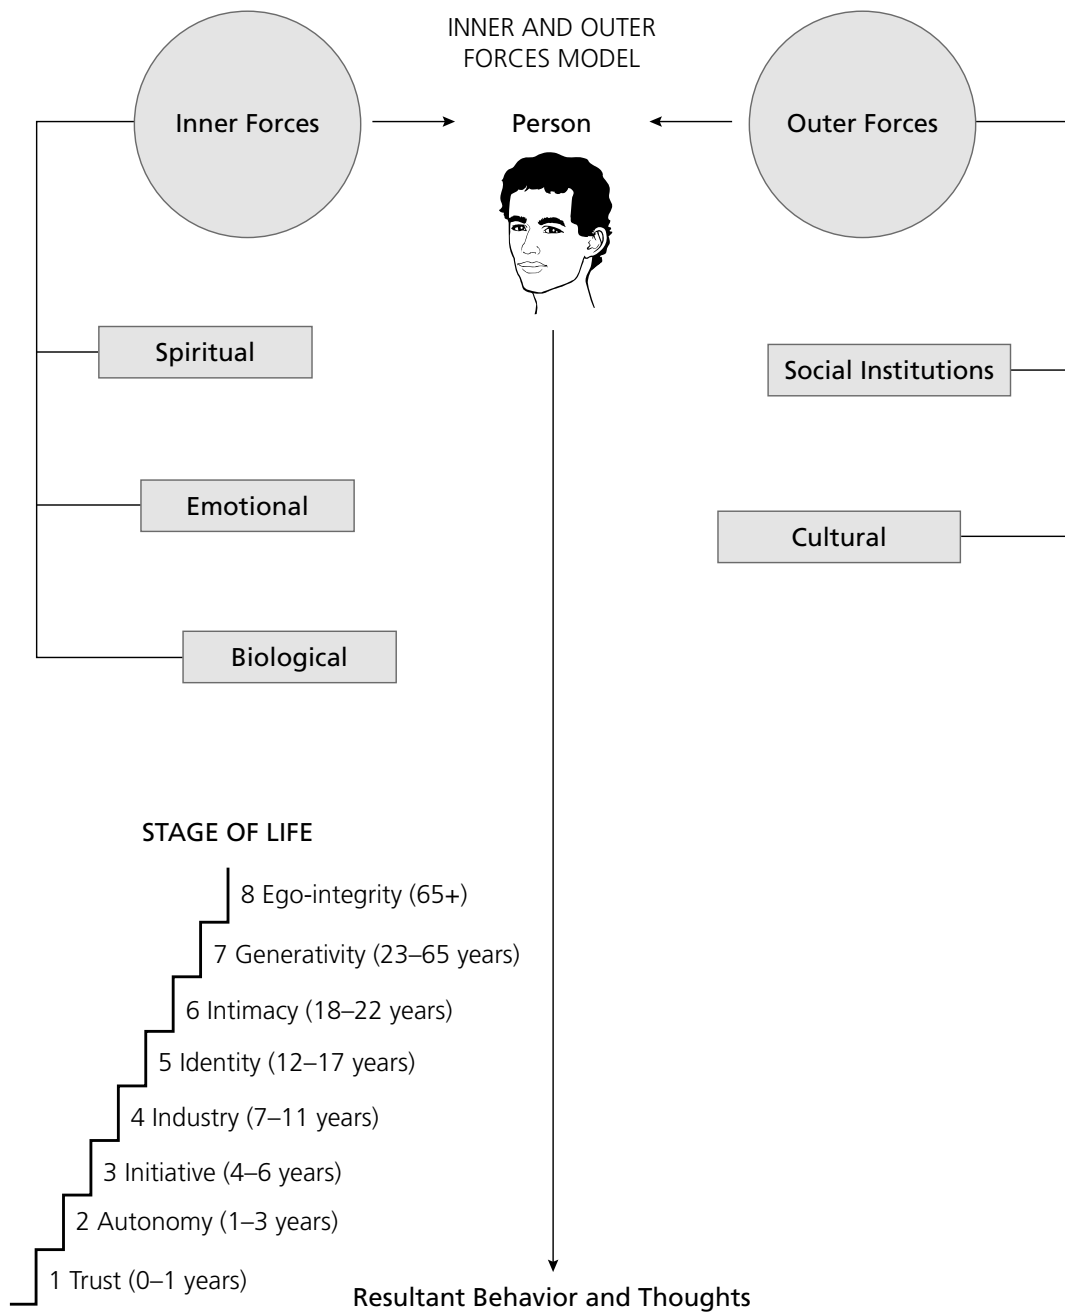 INNER AND OUTER
FORCES MODEL
Inner Forces
Person
Outer Forces
Spiritual
Social Institutions
Emotional
Cultural
Biological
STAGE OF LIFE
8 Ego-integrity (65+)
7 Generativity (23–65 years)
6 Intimacy (18–22 years)
5 Identity (12–17 years)
4 Industry (7–11 years)
3 Initiative (4–6 years)
2 Autonomy (1–3 years)
1 Trust (0–1 years)
Resultant Behavior and Thoughts